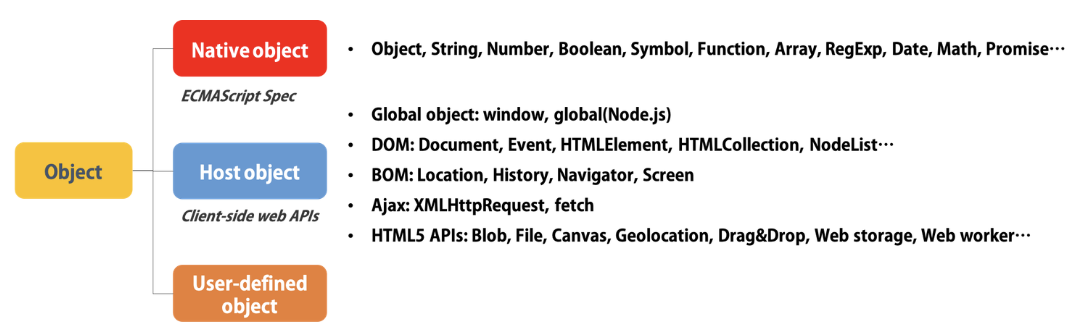 Native object
• Object, String, Number, Boolean, Symbol, Function, Array, RegExp, Date, Math, Promise…
ECMAScript Spec
• Global object: window, global(Node.js)
• DOM: Document, Event, HTMLElement, HTMLCollection, NodeList…
Object
Host object
• BOM: Location, History, Navigator, Screen
• Ajax: XMLHttpRequest, fetch
Client-side web APIs
• HTML5 APIs: Blob, File, Canvas, Geolocation, Drag&Drop, Web storage, Web worker…
User-defined
object